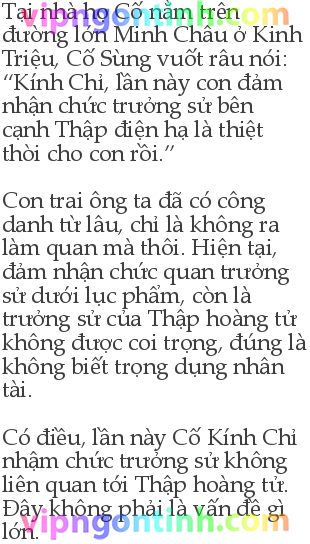 Tại nhà họ Cố nằm trên
vipngontinh.com
đường lớn Minh Châu ở Kinh
Triệu, Cố Sùng vuốt râu nói:
“Kính Chỉ, lần này con đảm
nhận chức trưởng sử bên
cạnh Thập điện hạ là thiệt
thòi cho con rồi.”
Con trai ông ta đã có công
danh từ lâu, chỉ là không ra
làm quan mà thôi. Hiện tại,
đảm nhận chức quan trưởng
sử dưới lục phẩm, còn là
trưởng sử của Thập hoàng tử
không được coi trọng, đúng là
không biết trọng dụng nhân
tài.
Có điều, lần này Cố Kính Chỉ
nhậm chức trưởng sử không
liên quan tới Thập hoàng tử.
Đây không phải là vấn đề gì
vipngontinh.com
lớn.